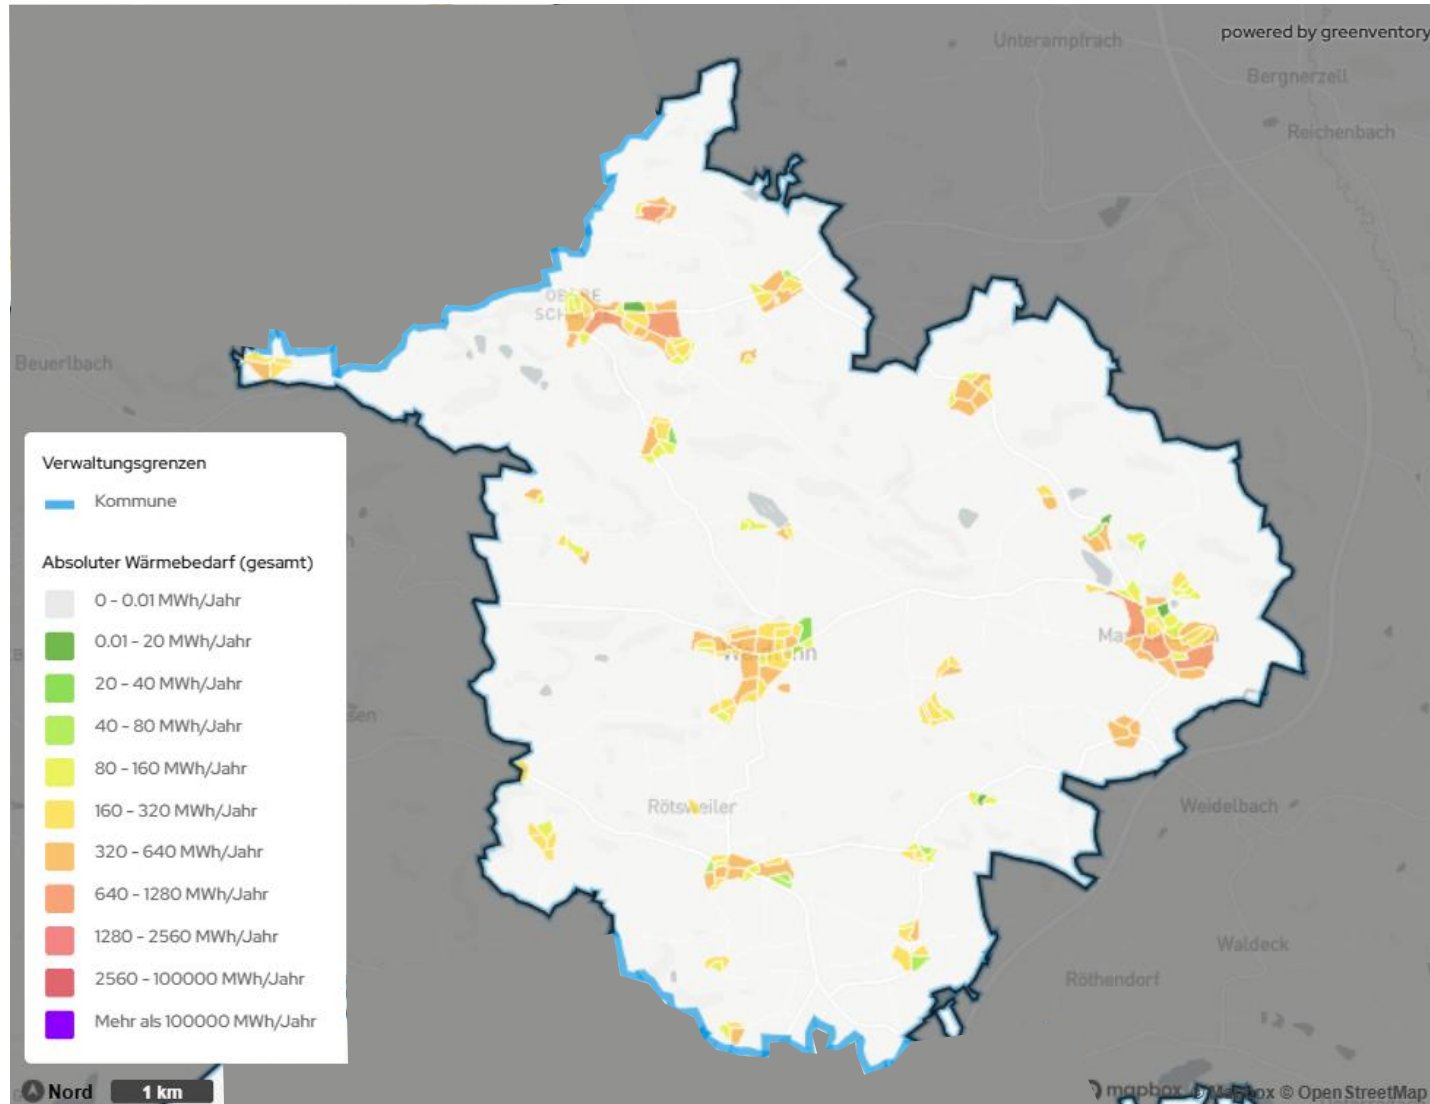 Unterampfrach
powered by greenventory
Bergnerzell
Reichenbach
Beuerlbach
Verwaltungsgrenzen
Kommune
Absoluter Wärmebedarf (gesamt)
0 - 0.01 MWh/Jahr
0.01 - 20 MWh/Jahr
20 - 40 MWh/Jahr
40 - 80 MWh/Jahr
80 - 160 MWh/Jahr
160 - 320 MWh/Jahr
320 - 640 MWh/Jahr
640 - 1280 MWh/Jahr
1280 - 2560 MWh/Jahr
2560 - 100000 MWh/Jahr
Mehr als 100000 MWh/Jahr
Rötsweiler
Weidelbach
Waldeck
Röthendorf
Nord
1 km
mapbox
© OpenStreetMap